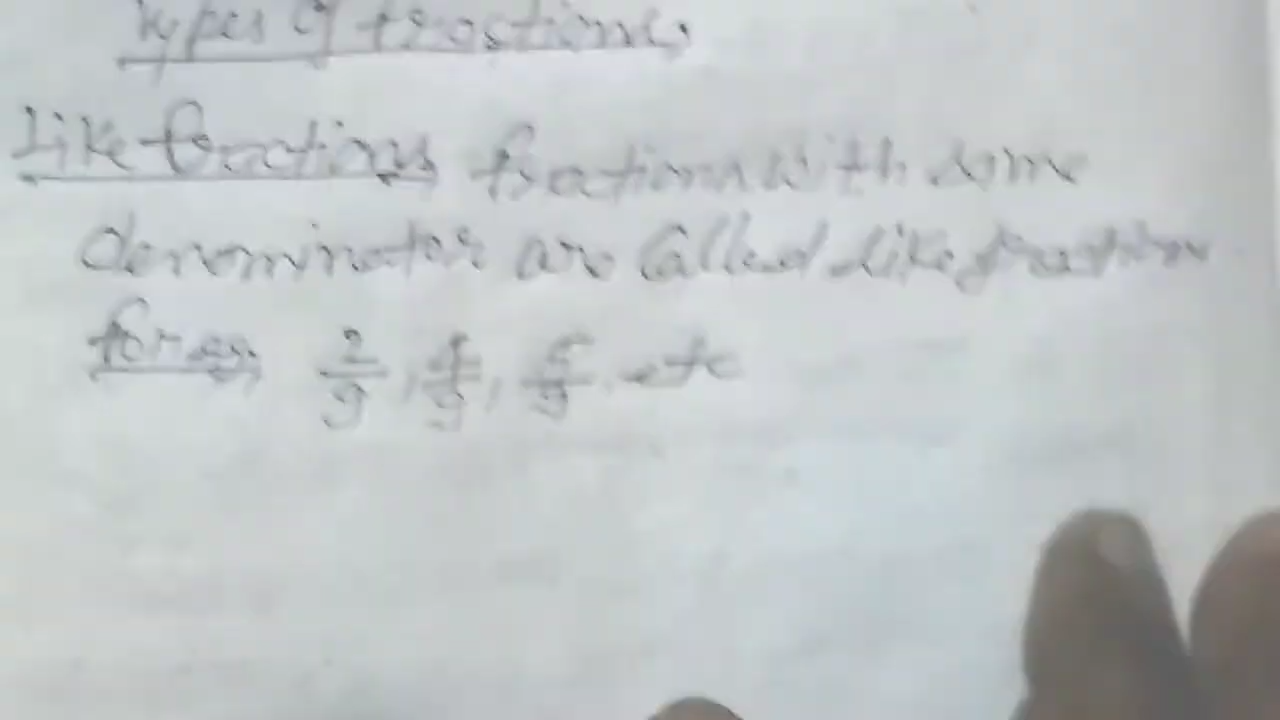 Types of fractions,
Like fractions fractions with same
denominator are called like fraction
for eg, 2/9, 4/9, 5/9, etc